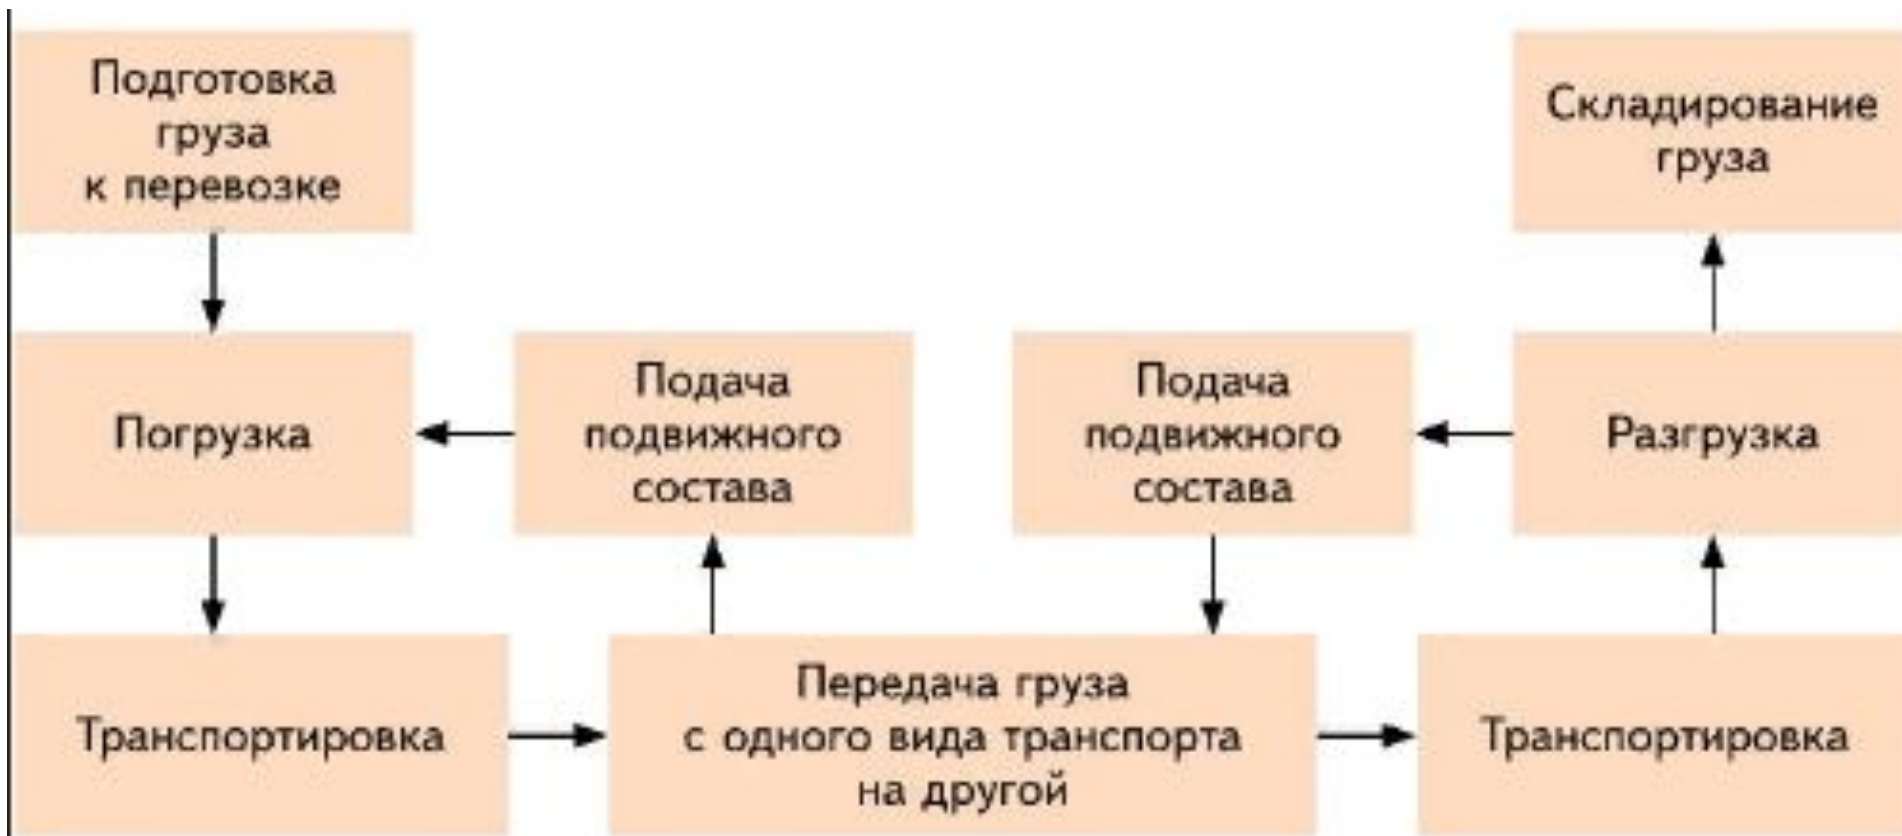 Подготовка
груза
к перевозке
Складирование
груза
Погрузка
Подача
подвижного
состава
Подача
подвижного
состава
Разгрузка
Транспортировка
Передача груза
с одного вида транспорта
на другой
Транспортировка